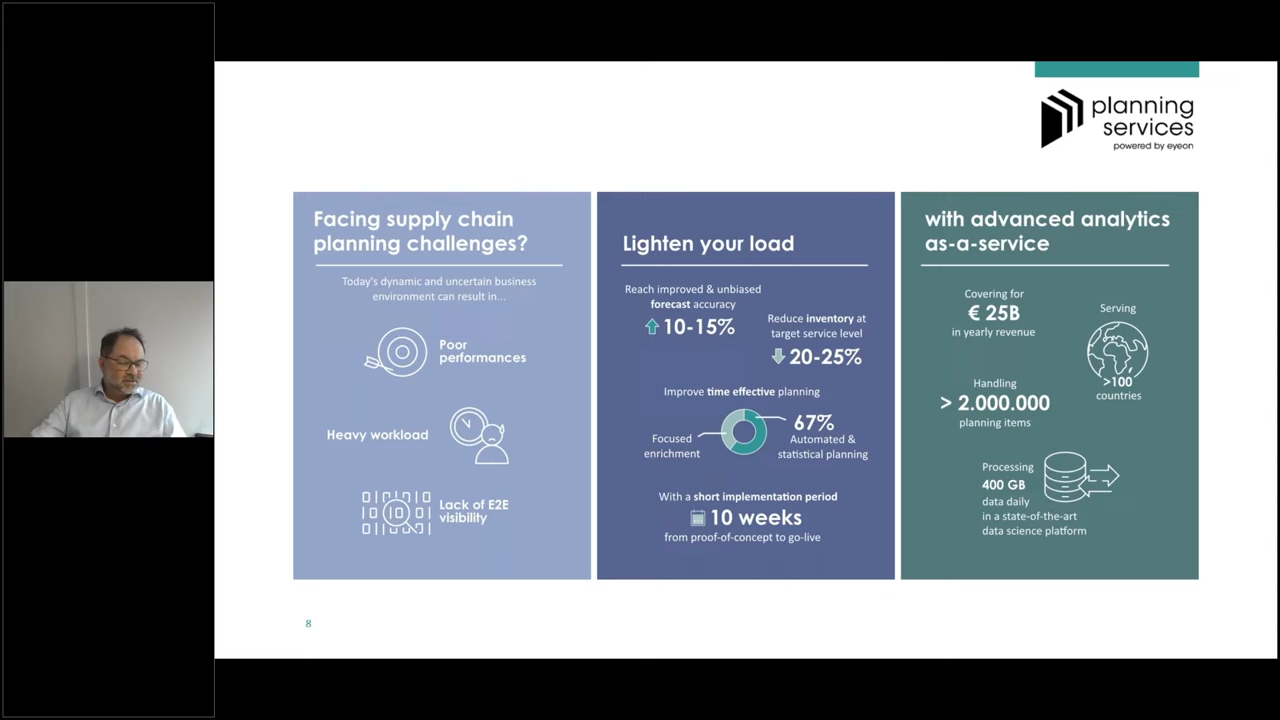 planning
services
powered by eyeon
Facing supply chain
planning challenges?
Today's dynamic and uncertain business
environment can result in...
Poor
performances
Heavy workload
Lack of E2E
visibility
Lighten your load
Reach improved & unbiased
forecast accuracy
10-15%
Reduce inventory at
target service level
20-25%
Improve time effective planning
67%
Automated &
statistical planning
Focused
enrichment
With a short implementation period
10 weeks
from proof-of-concept to go-live
with advanced analytics
as-a-service
Covering for
€ 25B
in yearly revenue
Serving
>100
countries
Handling
> 2.000.000
planning items
Processing
400 GB
data daily
in a state-of-the-art
data science platform
8